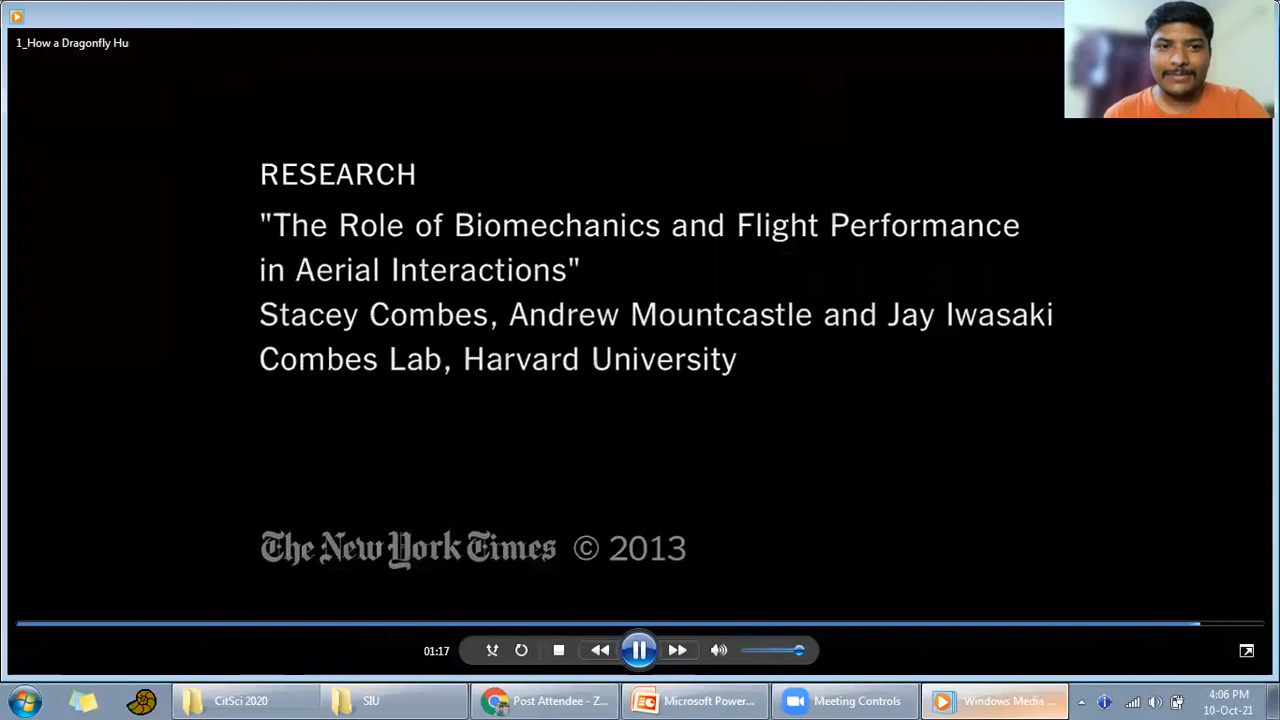 1_How a Dragonfly Hu
RESEARCH
"The Role of Biomechanics and Flight Performance
in Aerial Interactions"
Stacey Combes, Andrew Mountcastle and Jay Iwasaki
Combes Lab, Harvard University
The New York Times © 2013
01:17
CitSci 2020
SIU
Post Attendee - Z...
Microsoft Power...
Meeting Controls
Windows Media ...
4:06 PM
10-Oct-21